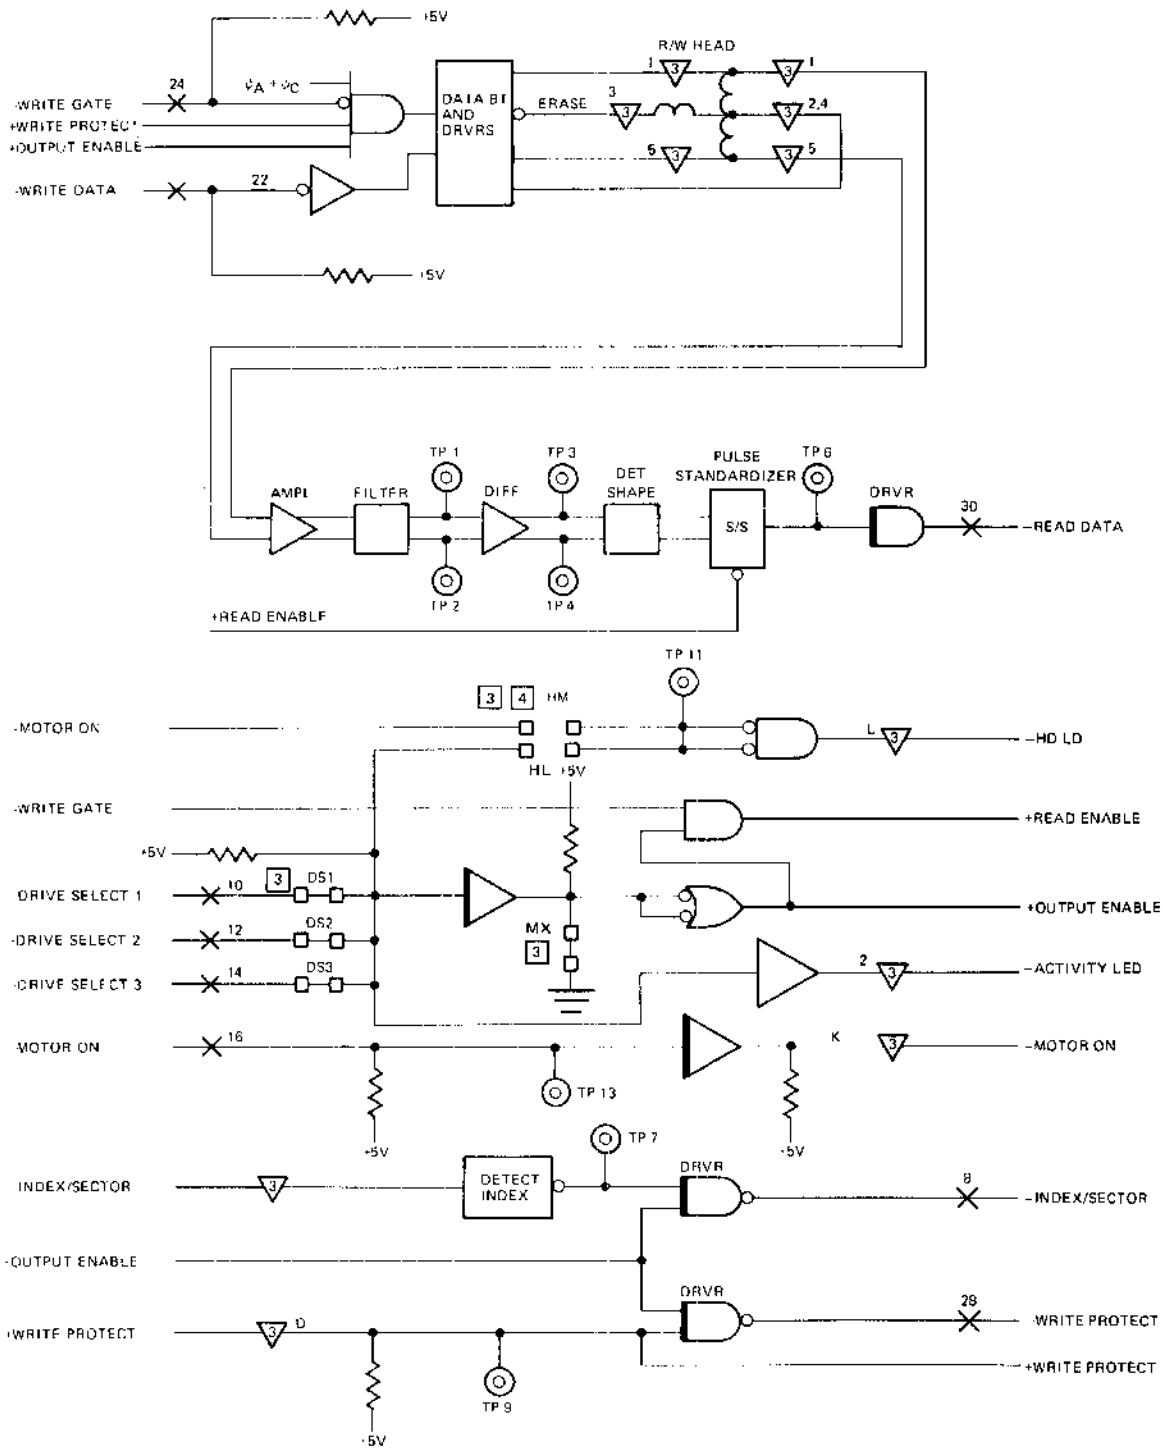 +5V
R/W HEAD
24
1
3
3
1
-WRITE GATE
DATA BT
AND
DRVRS
ERASE
3
3
3
2,4
+WRITE PROTECT
+OUTPUT ENABLE
5
3
3
5
-WRITE DATA
22
+5V
TP 1
TP 3
PULSE
STANDARDIZER
TP 6
AMPL
FILTER
DIFF
DET
SHAPE
DRVR
S/S
30
-READ DATA
TP 2
TP 4
+READ ENABLE
TP 11
3
4
HM
-MOTOR ON
L
3
-HD LD
HL
+5V
-WRITE GATE
+READ ENABLE
+5V
DRIVE SELECT 1
10
3
DS1
+OUTPUT ENABLE
-DRIVE SELECT 2
12
DS2
MX
3
-DRIVE SELECT 3
14
DS3
2
3
-ACTIVITY LED
MOTOR ON
16
K
3
-MOTOR ON
TP 13
+5V
+5V
TP 7
INDEX/SECTOR
3
DETECT
INDEX
DRVR
8
-INDEX/SECTOR
-OUTPUT ENABLE
DRVR
28
-WRITE PROTECT
+WRITE PROTECT
3
D
+WRITE PROTECT
TP 9
+5V